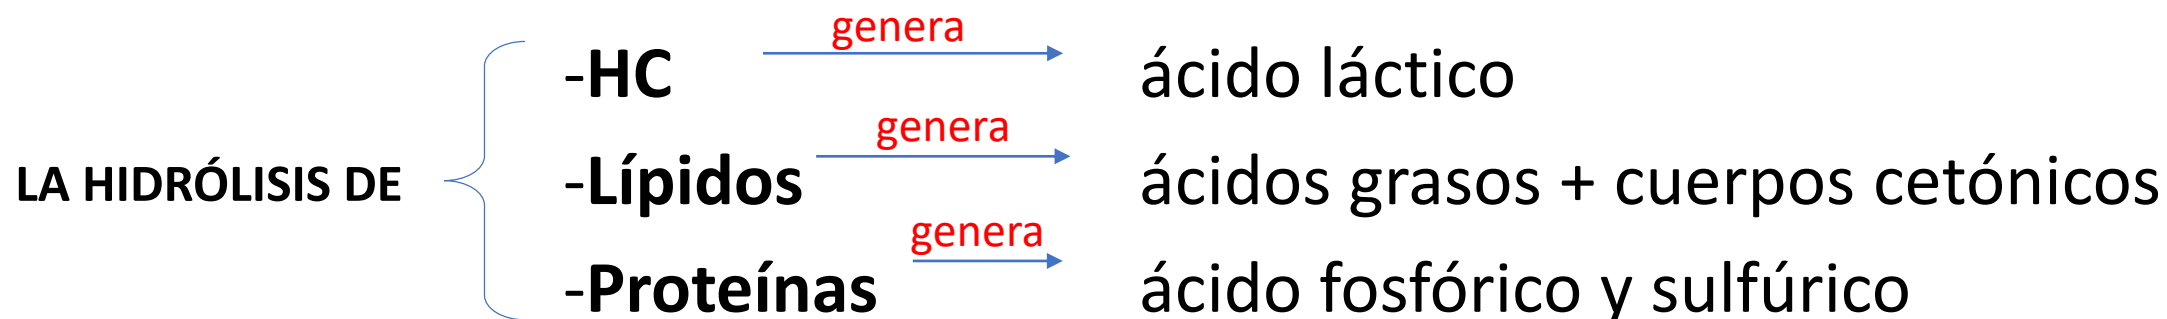 genera
-HC ácido láctico
genera
LA HIDRÓLISIS DE -Lípidos ácidos grasos + cuerpos cetónicos
genera
-Proteínas ácido fosfórico y sulfúrico